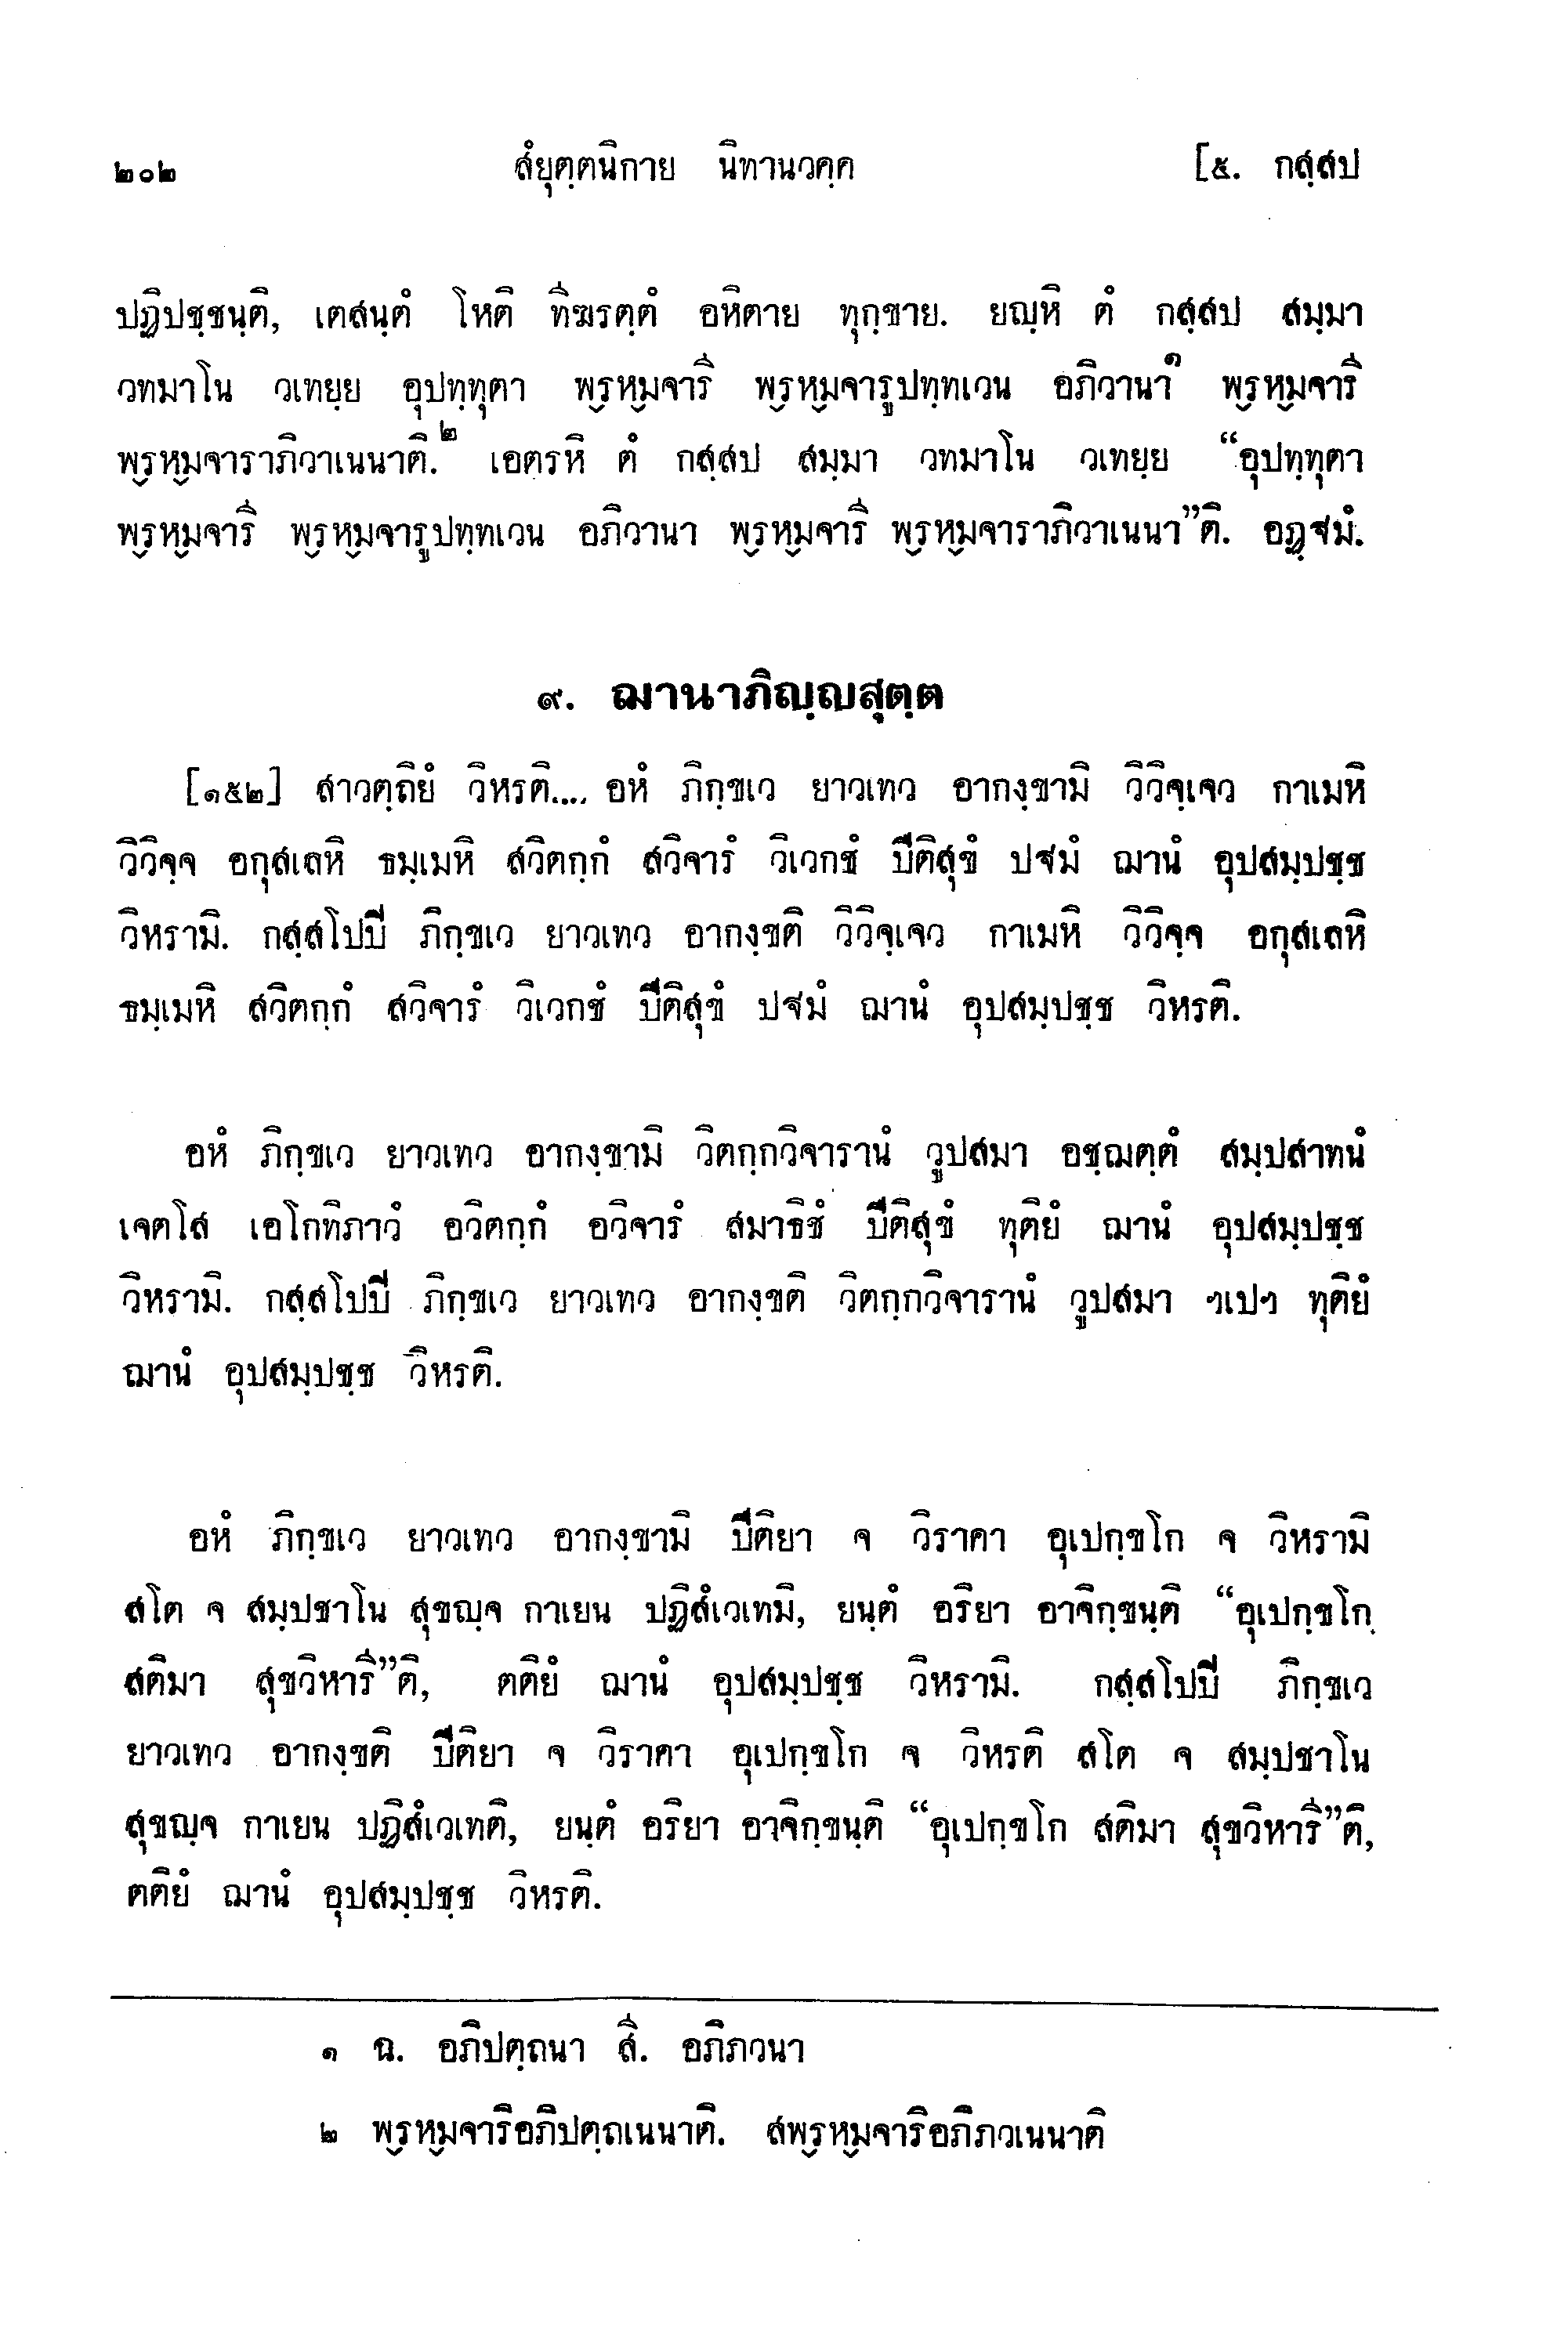 ๒๐๒ สํยุตฺตนิกาย นิทานวคฺค [๕. กสฺสป
ปฏิปชฺชนฺติ, เตสนฺตํ โหติ ทีฆรตฺตํ อหิตาย ทุกฺขาย. ยญฺหิ ตํ กสฺสป สมฺมา
วทมาโน วเทยฺย อุปทฺทุตา พฺรหฺมจารี พฺรหฺมจารูปทฺทเวน อภิวานา๑ พฺรหฺมจารี
พฺรหฺมจาราภิวาเนนาติ.๒ เอตรหิ ตํ กสฺสป สมฺมา วทมาโน วเทยฺย “อุปทฺทุตา
พฺรหฺมจารี พฺรหฺมจารูปทฺทเวน อภิวานา พฺรหฺมจารี พฺรหฺมจาราภิวาเนนา”ติ. อฏฺฐมํ.
๙. ฌานาภิญฺญสุตฺต
[๑๕๒] สาวตฺถิยํ วิหรติ.... อหํ ภิกฺขเว ยาวเทว อากงฺขามิ วิวิจฺเจว กาเมหิ
วิวิจฺจ อกุสเลหิ ธมฺเมหิ สวิตกฺกํ สวิจารํ วิเวกชํ ปีติสุขํ ปฐมํ ฌานํ อุปสมฺปชฺช
วิหรามิ. กสฺสโปปิ ภิกฺขเว ยาวเทว อากงฺขติ วิวิจฺเจว กาเมหิ วิวิจฺจ อกุสเลหิ
ธมฺเมหิ สวิตกฺกํ สวิจารํ วิเวกชํ ปีติสุขํ ปฐมํ ฌานํ อุปสมฺปชฺช วิหรติ.
อหํ ภิกฺขเว ยาวเทว อากงฺขามิ วิตกฺกวิจารานํ วูปสมา อชฺฌตฺตํ สมฺปสาทนํ
เจตโส เอโกทิภาวํ อวิตกฺกํ อวิจารํ สมาธิชํ ปีติสุขํ ทุติยํ ฌานํ อุปสมฺปชฺช
วิหรามิ. กสฺสโปปิ ภิกฺขเว ยาวเทว อากงฺขติ วิตกฺกวิจารานํ วูปสมา ฯเปฯ ทุติยํ
ฌานํ อุปสมฺปชฺช วิหรติ.
อหํ ภิกฺขเว ยาวเทว อากงฺขามิ ปีติยา จ วิราคา อุเปกฺขโก จ วิหรามิ
สโต จ สมฺปชาโน สุขญฺจ กาเยน ปฏิสํเวเทมิ, ยนฺตํ อริยา อาจิกฺขนฺติ “อุเปกฺขโก
สติมา สุขวิหารี”ติ, ตติยํ ฌานํ อุปสมฺปชฺช วิหรามิ. กสฺสโปปิ ภิกฺขเว
ยาวเทว อากงฺขติ ปีติยา จ วิราคา อุเปกฺขโก จ วิหรติ สโต จ สมฺปชาโน
สุขญฺจ กาเยน ปฏิสํเวเทติ, ยนฺตํ อริยา อาจิกฺขนฺติ “อุเปกฺขโก สติมา สุขวิหารี”ติ,
ตติยํ ฌานํ อุปสมฺปชฺช วิหรติ.
๑ ฉ. อภิปตฺถนา สี. อภิภวนา
๒ พฺรหฺมจาริอภิปตฺถเนนาติ. สพฺรหฺมจาริอภิภวเนนาติ